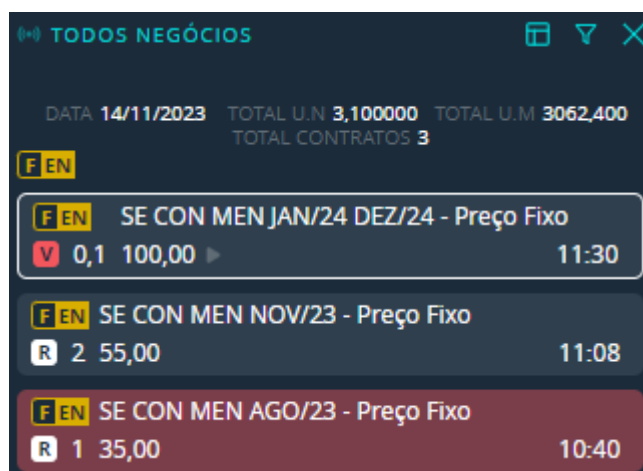 TODOS NEGÓCIOS
DATA 14/11/2023 TOTAL U.N 3,100000 TOTAL U.M 3062,400
TOTAL CONTRATOS 3
F EN
F EN SE CON MEN JAN/24 DEZ/24 - Preço Fixo
V 0,1 100,00 11:30
F EN SE CON MEN NOV/23 - Preço Fixo
R 2 55,00 11:08
F EN SE CON MEN AGO/23 - Preço Fixo
R 1 35,00 10:40